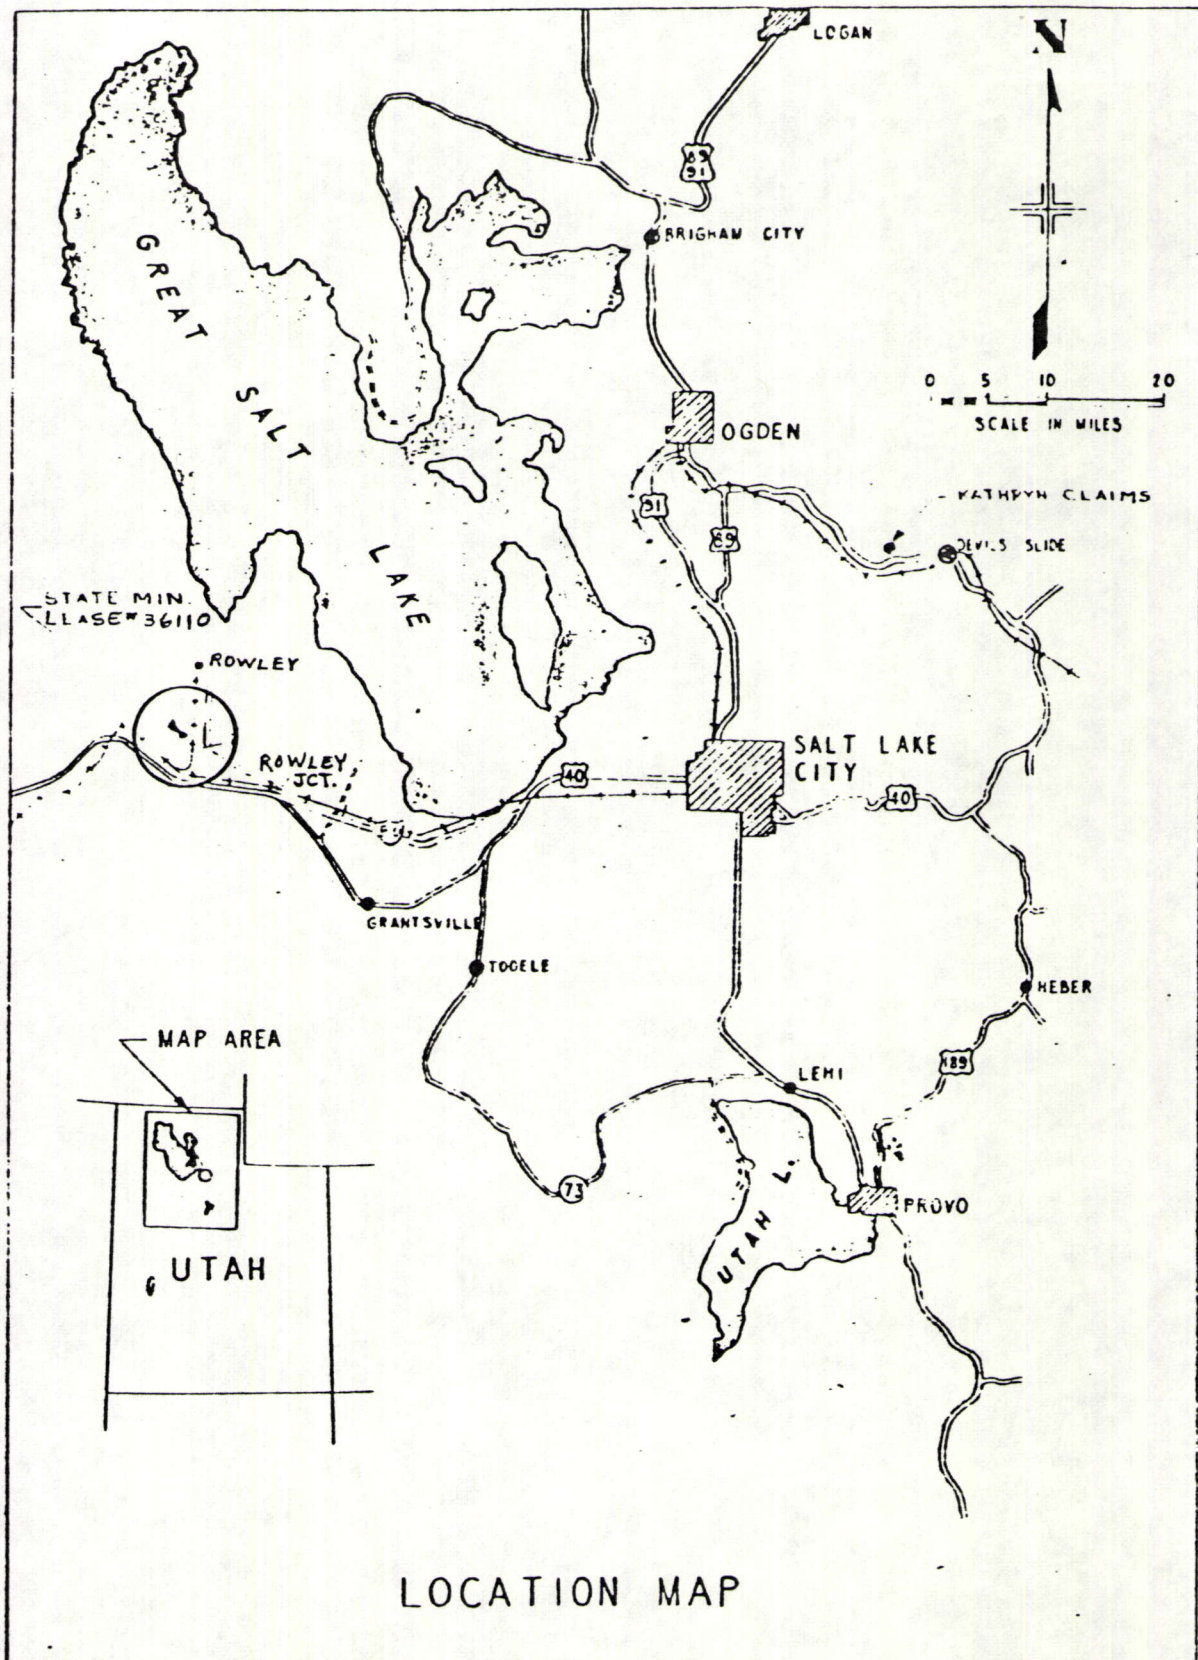 LOGAN
N
89
91
BRIGHAM CITY
GREAT SALT LAKE
0 5 10 20
SCALE IN MILES
OGDEN
KATHRYN CLAIMS
91
89
DEVILS SLIDE
STATE MIN.
LEASE# 36110
ROWLEY
ROWLEY
JCT.
40
SALT LAKE
CITY
40
GRANTSVILLE
TOOELE
HEBER
MAP AREA
189
LEHI
73
UTAH L.
PROVO
UTAH
LOCATION MAP